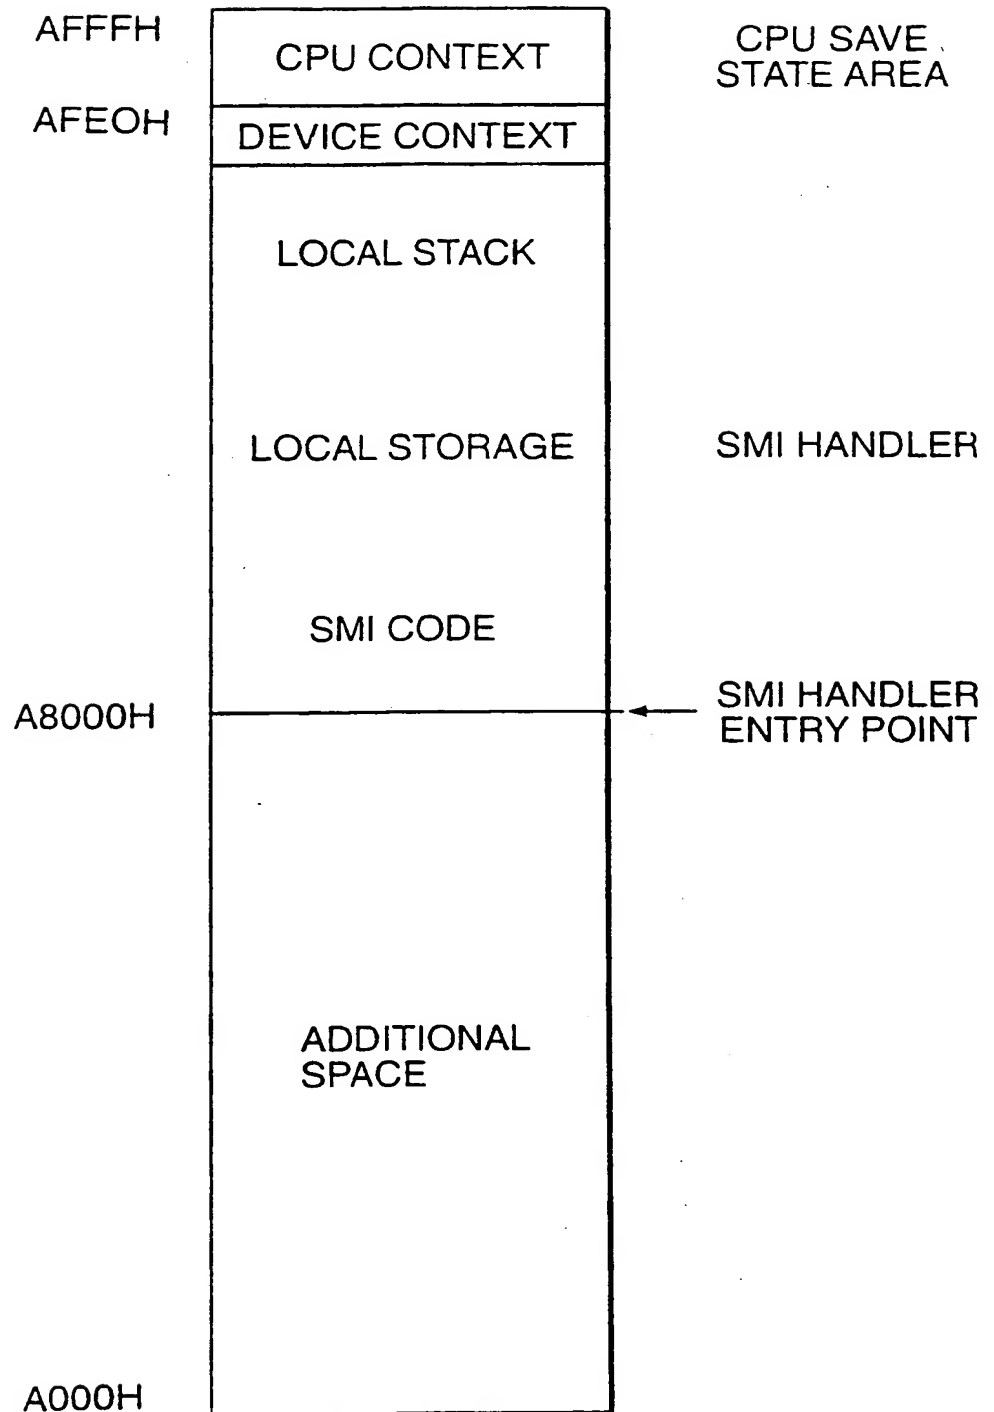 AFFFH
CPU CONTEXT
CPU SAVE
STATE AREA
AFEOH
DEVICE CONTEXT
LOCAL STACK
LOCAL STORAGE
SMI HANDLER
SMI CODE
A8000H
SMI HANDLER
ENTRY POINT
ADDITIONAL
SPACE
A000H